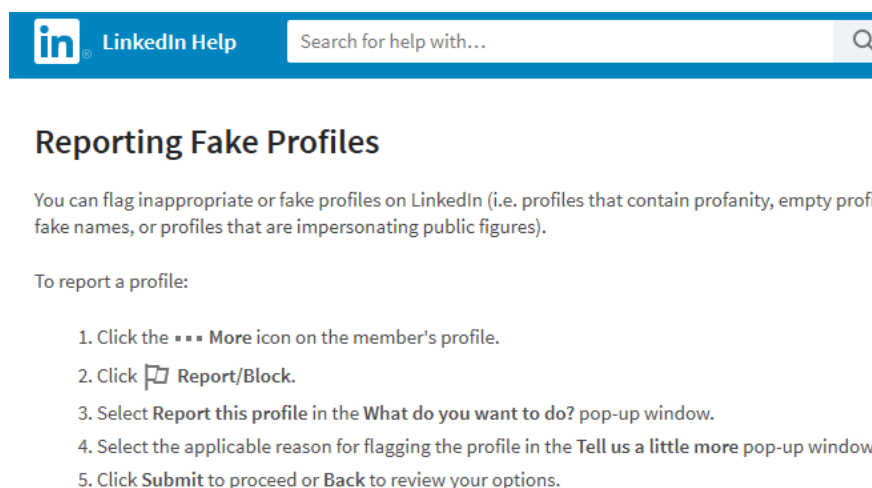 in® LinkedIn Help
Search for help with...
Reporting Fake Profiles
You can flag inappropriate or fake profiles on LinkedIn (i.e. profiles that contain profanity, empty
fake names, or profiles that are impersonating public figures).
To report a profile:
1. Click the ▪▪▪ More icon on the member's profile.
2. Click Report/Block.
3. Select Report this profile in the What do you want to do? pop-up window.
4. Select the applicable reason for flagging the profile in the Tell us a little more pop-up window
5. Click Submit to proceed or Back to review your options.